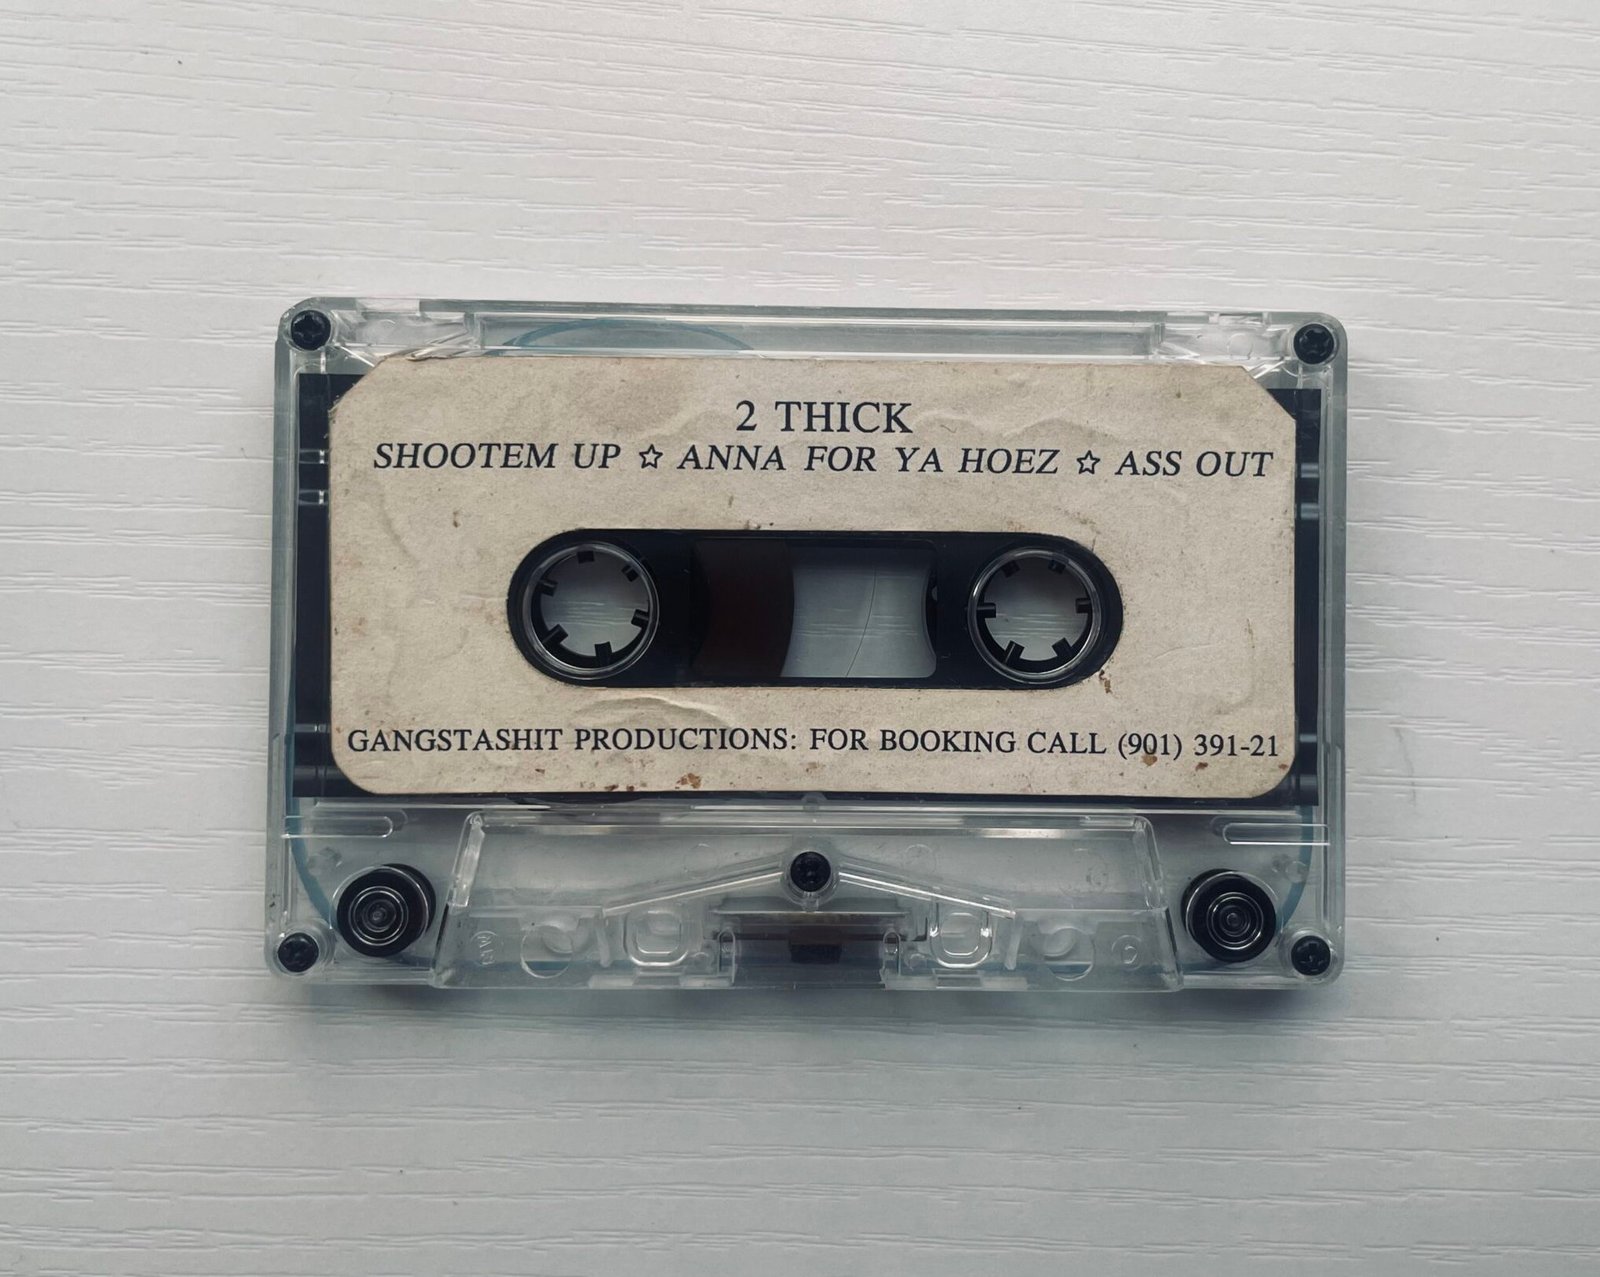 2 THICK
SHOOTEM UP ☆ ANNA FOR YA HOEZ ☆ ASS OUT
GANGSTASHIT PRODUCTIONS: FOR BOOKING CALL (901) 391-21